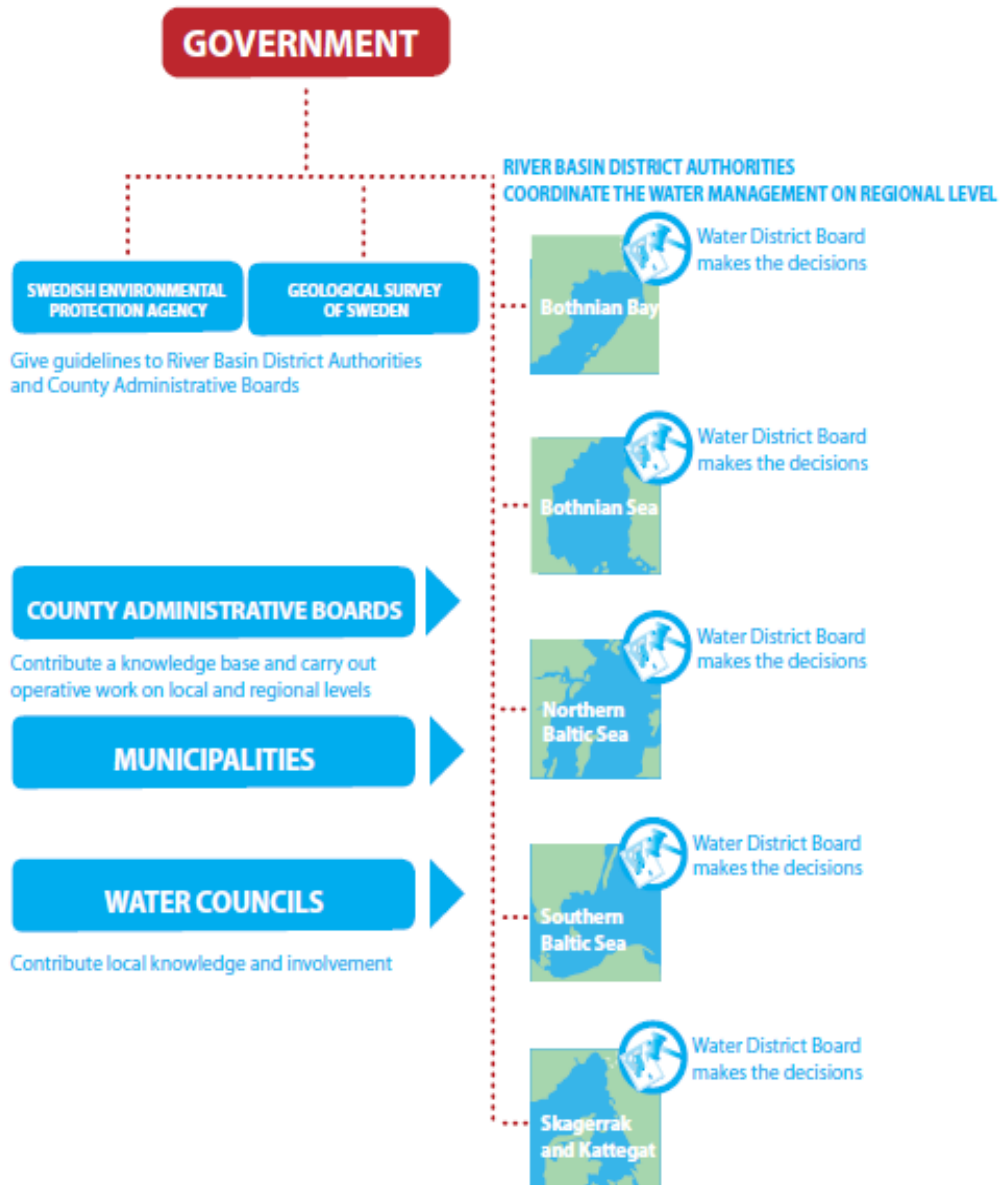 GOVERNMENT
RIVER BASIN DISTRICT AUTHORITIES
COORDINATE THE WATER MANAGEMENT ON REGIONAL LEVEL
SWEDISH ENVIRONMENTAL
PROTECTION AGENCY
GEOLOGICAL SURVEY
OF SWEDEN
Give guidelines to River Basin District Authorities
and County Administrative Boards
Water District Board
makes the decisions
Bothnian Bay
Water District Board
makes the decisions
Bothnian Sea
COUNTY ADMINISTRATIVE BOARDS
Contribute a knowledge base and carry out
operative work on local and regional levels
Water District Board
makes the decisions
Northern
Baltic Sea
MUNICIPALITIES
WATER COUNCILS
Contribute local knowledge and involvement
Water District Board
makes the decisions
Southern
Baltic Sea
Water District Board
makes the decisions
Skagerrak
and Kattegat